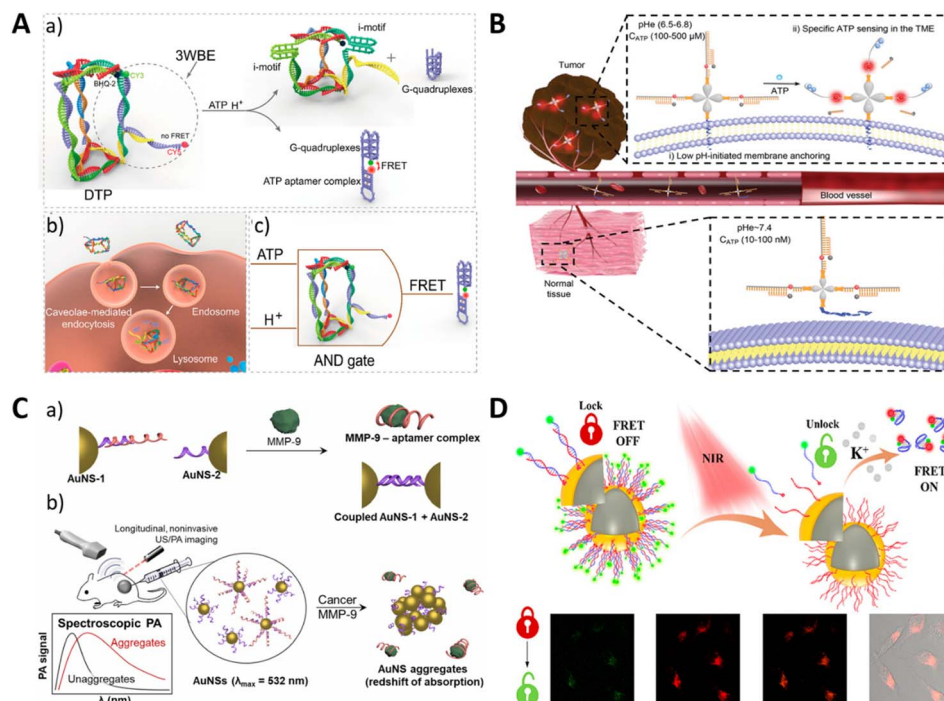 A
a)
3WBE
CY3
BHQ-2
i-motif
i-motif
+
G-quadruplexes
ATP H⁺
no FRET
CY5
DTP
G-quadruplexes
FRET
ATP aptamer complex
b)
Caveolae-mediated
endocytosis
Endosome
Lysosome
c)
ATP
H⁺
FRET
AND gate
B
pHe (6.5-6.8)
C_ATP (100-500 μM)
ii) Specific ATP sensing in the TME
Tumor
ATP
i) Low pH-initiated membrane anchoring
Blood vessel
pHe~7.4
C_ATP (10-100 nM)
Normal
tissue
C
a)
MMP-9
MMP-9 – aptamer complex
AuNS-1
AuNS-2
Coupled AuNS-1 + AuNS-2
b)
Longitudinal, noninvasive
US/PA imaging
Spectroscopic PA
Aggregates
Unaggregates
PA signal
λ (nm)
AuNSs (λmax = 532 nm)
Cancer
MMP-9
AuNS aggregates
(redshift of absorption)
D
Lock
FRET
OFF
NIR
Unlock
K⁺
FRET
ON